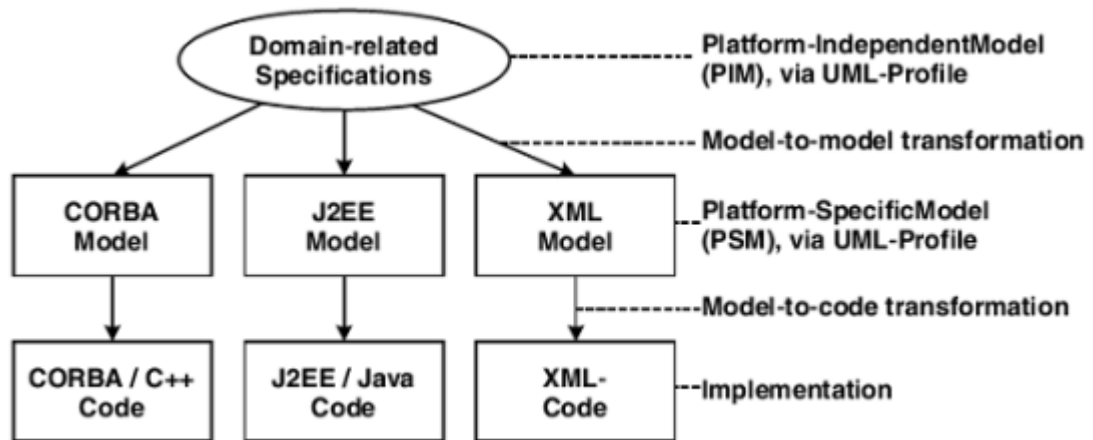 Domain-related
Specifications
Platform-IndependentModel
(PIM), via UML-Profile
Model-to-model transformation
CORBA
Model
J2EE
Model
XML
Model
Platform-SpecificModel
(PSM), via UML-Profile
Model-to-code transformation
CORBA / C++
Code
J2EE / Java
Code
XML-
Code
Implementation